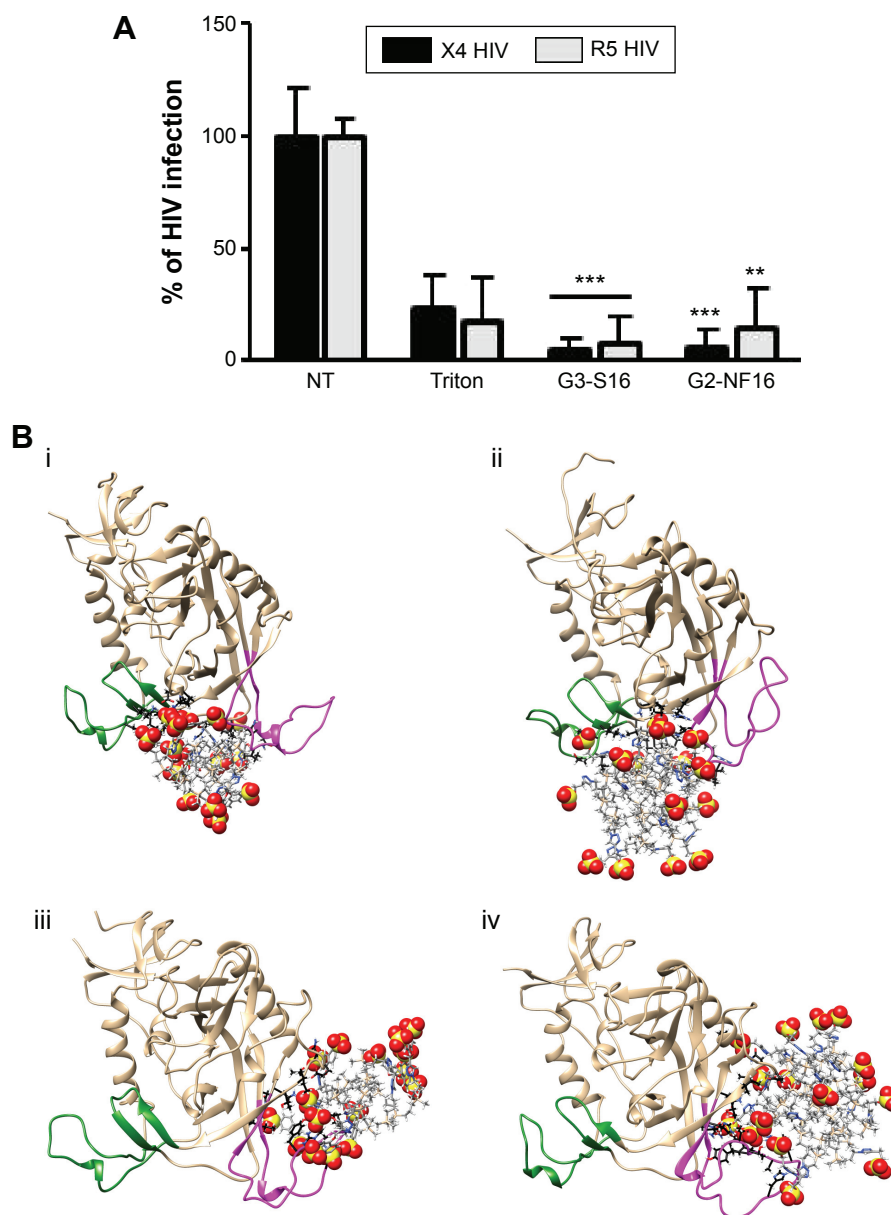 A
150
X4 HIV
R5 HIV
100
% of HIV infection
50
***
***
**
0
NT
Triton
G3-S16
G2-NF16
B
i
ii
iii
iv